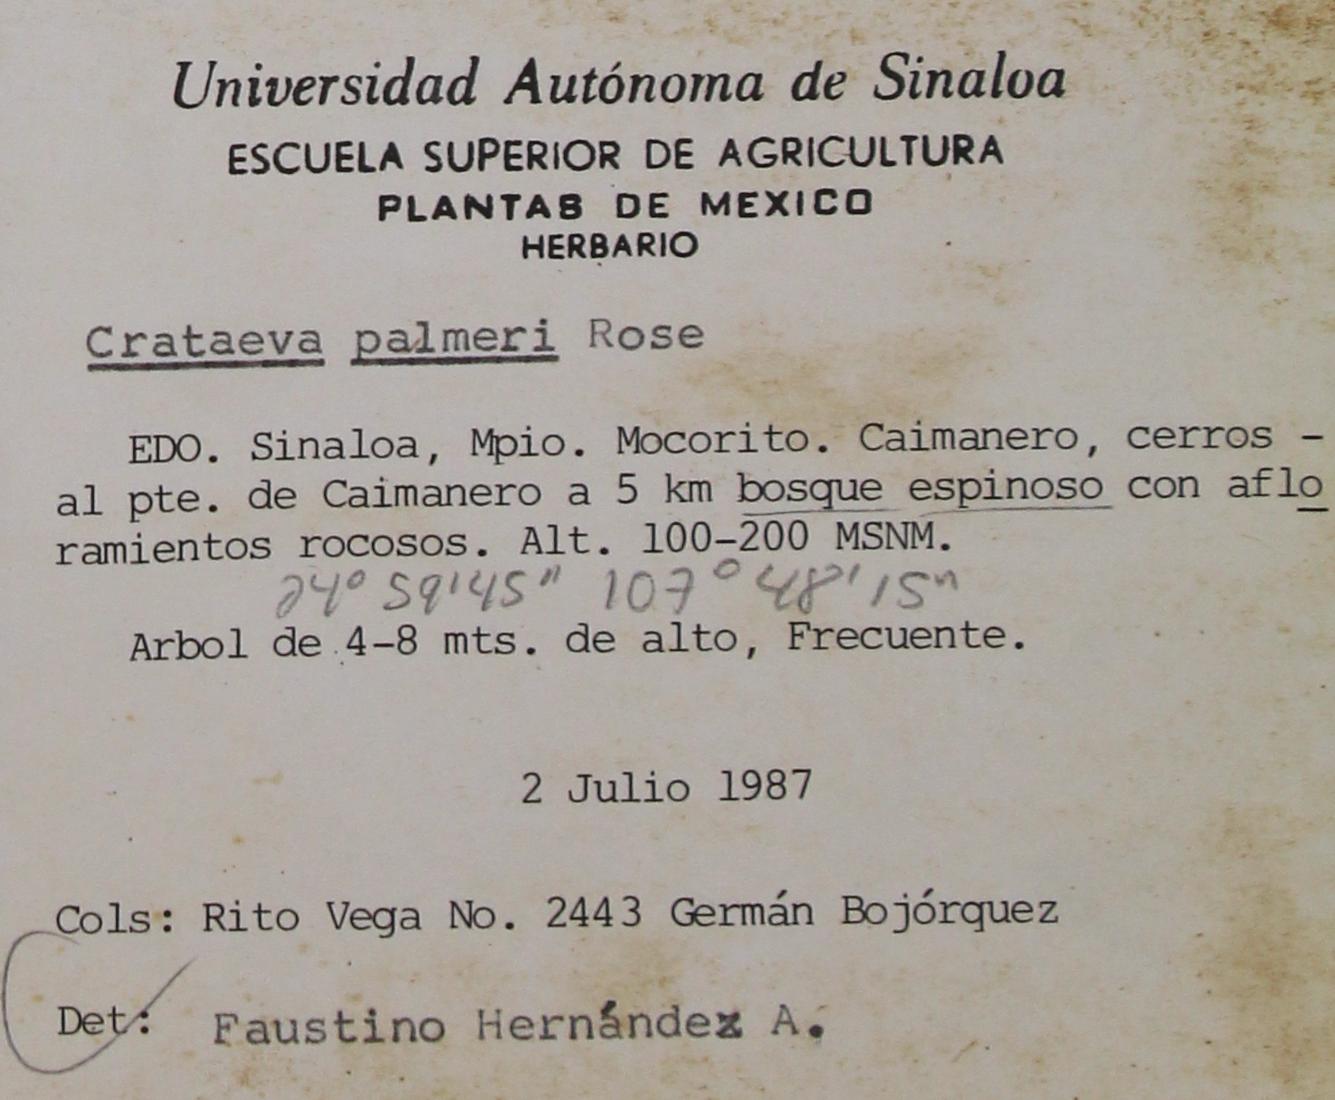 Universidad Autónoma de Sinaloa
ESCUELA SUPERIOR DE AGRICULTURA
PLANTAS DE MEXICO
HERBARIO
Crataeva palmeri Rose
EDO. Sinaloa, Mpio. Mocorito. Caimanero, cerros -
al pte. de Caimanero a 5 km bosque espinoso con aflo
ramientos rocosos. Alt. 100-200 MSNM.
24° 59'45" 107° 48'15"
Arbol de 4-8 mts. de alto, Frecuente.
2 Julio 1987
Cols: Rito Vega No. 2443 Germán Bojórquez
Det: Faustino Hernández A.